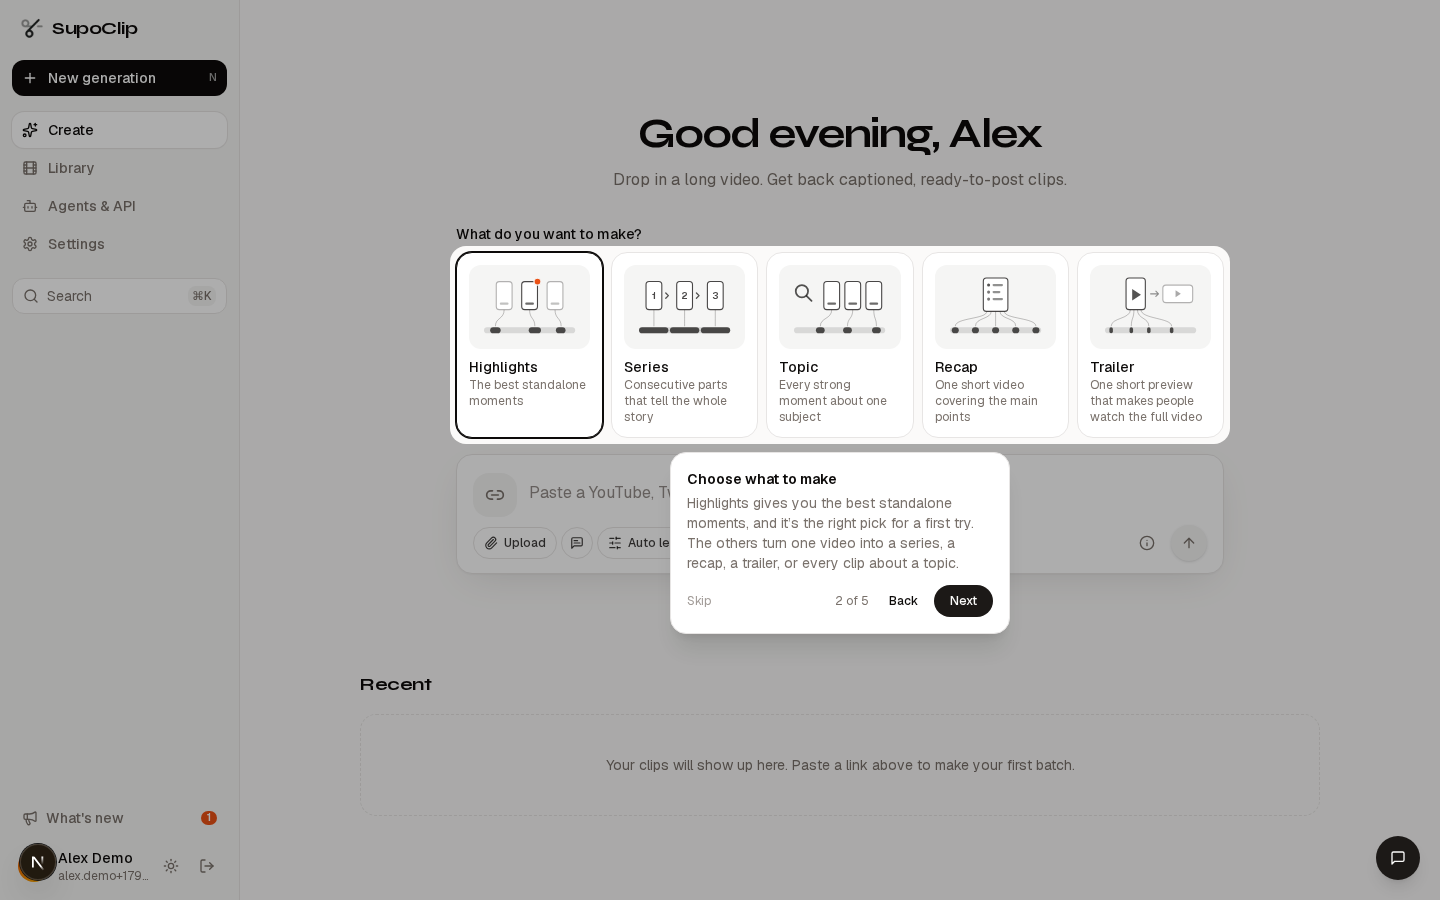 SupoClip
New generation
N
Create
Library
Agents & API
Settings
Search
⌘K
Good evening, Alex
Drop in a long video. Get back captioned, ready-to-post clips.
What do you want to make?
Highlights
The best standalone
moments
1
2
3
Series
Consecutive parts
that tell the whole
story
Topic
Every strong
moment about one
subject
Recap
One short video
covering the main
points
Trailer
One short preview
that makes people
watch the full video
Paste a YouTube, Tw
Upload
Auto le
Choose what to make
Highlights gives you the best standalone
moments, and it's the right pick for a first try.
The others turn one video into a series, a
recap, a trailer, or every clip about a topic.
Skip
2 of 5
Back
Next
Recent
Your clips will show up here. Paste a link above to make your first batch.
What's new
1
N
Alex Demo
alex.demo+179...